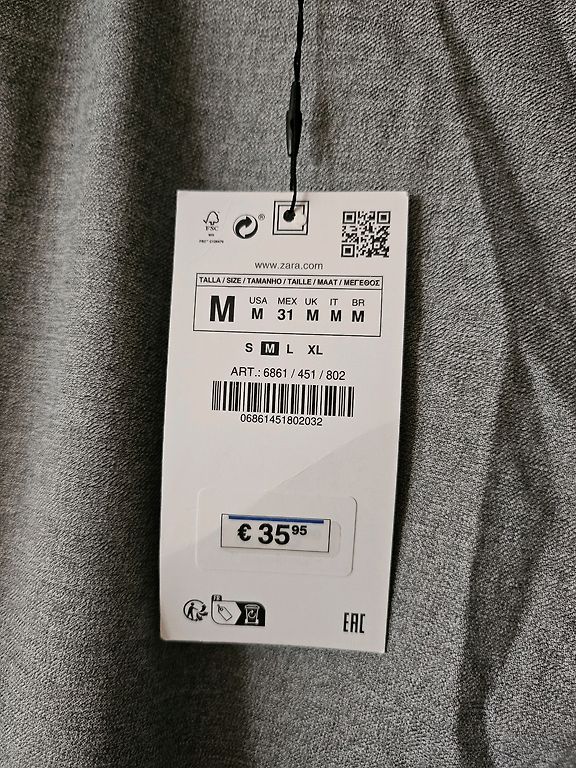 FSC
www.zara.com
TALLA / SIZE / TAMANHO / TAILLE / MAAT / ΜΕΓΕΘΟΣ
M USA M MEX 31 UK M IT M BR M
S M L XL
ART.: 6861 / 451 / 802
06861451802032
€ 35 95
FR
EAC